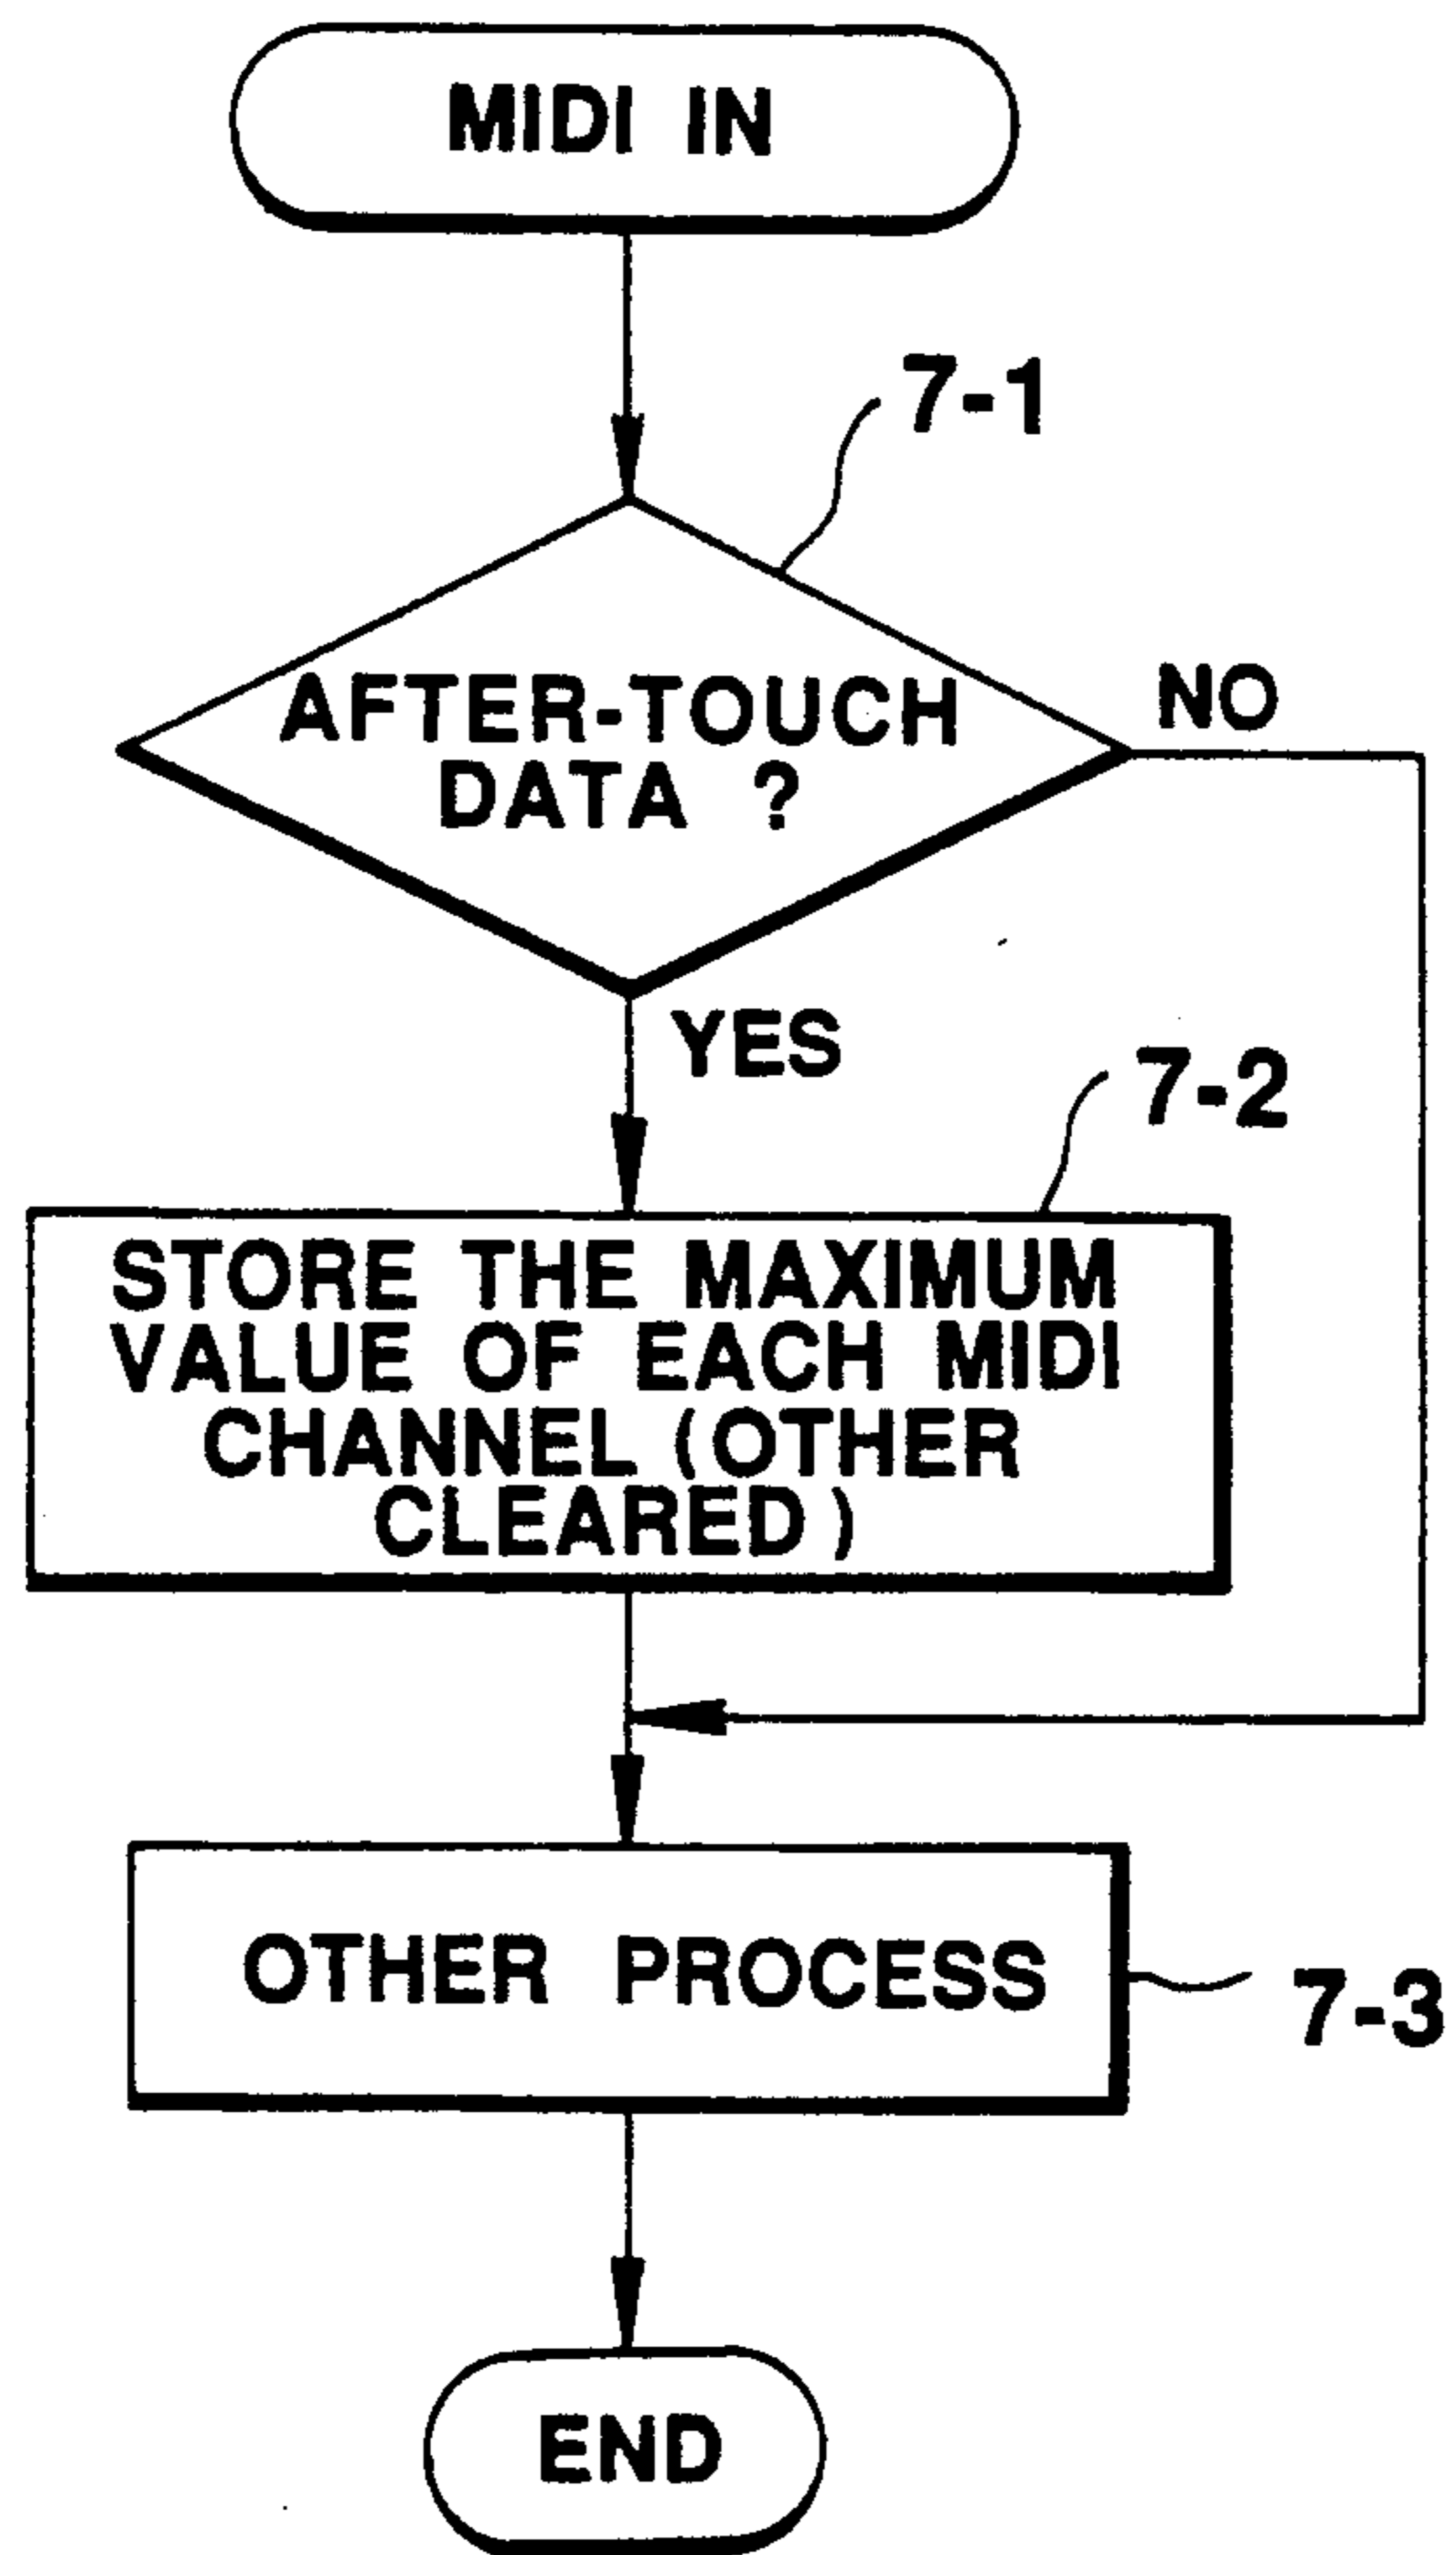 MIDI IN
7-1
AFTER-TOUCH
DATA ?
NO
YES
7-2
STORE THE MAXIMUM
VALUE OF EACH MIDI
CHANNEL (OTHER
CLEARED)
OTHER PROCESS
7-3
END